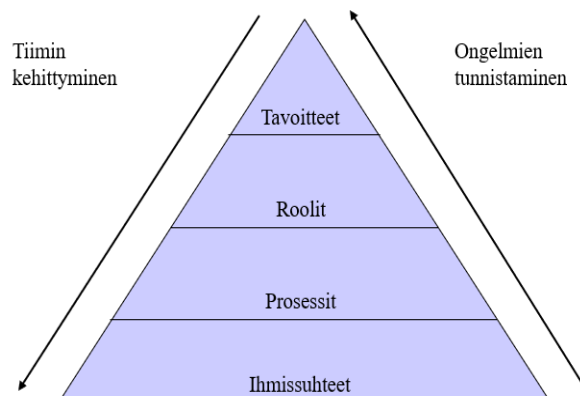 Tiimin
kehittyminen
Ongelmien
tunnistaminen
Tavoitteet
Roolit
Prosessit
Ihmissuhteet